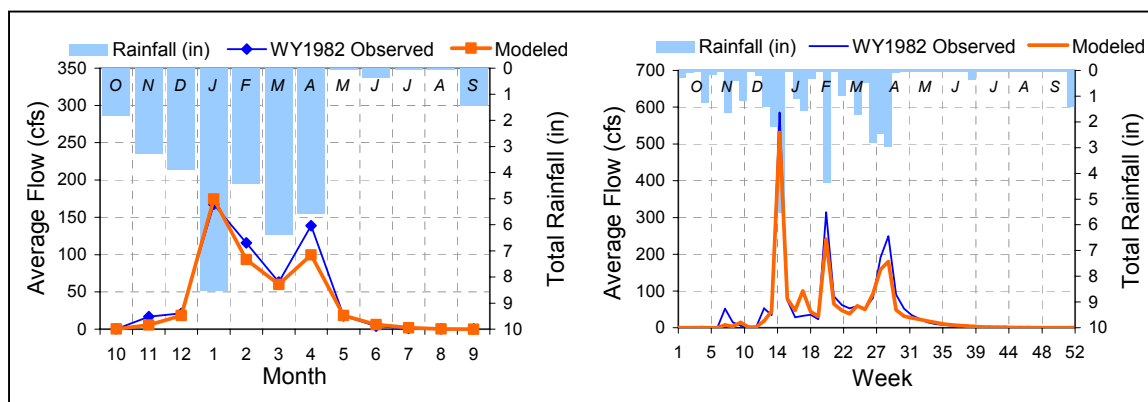 Rainfall (in) WY1982 Observed Modeled
350 300 250 200 150 100 50 0
Average Flow (cfs)
O N D J F M A M J J A S
0 1 2 3 4 5 6 7 8 9 10
Total Rainfall (in)
10 11 12 1 2 3 4 5 6 7 8 9
Month
Rainfall (in) WY1982 Observed Modeled
700 600 500 400 300 200 100 0
Average Flow (cfs)
O N D J F M A M J J A S
0 1 2 3 4 5 6 7 8 9 10
Total Rainfall (in)
1 5 10 14 18 22 27 31 35 39 44 48 52
Week